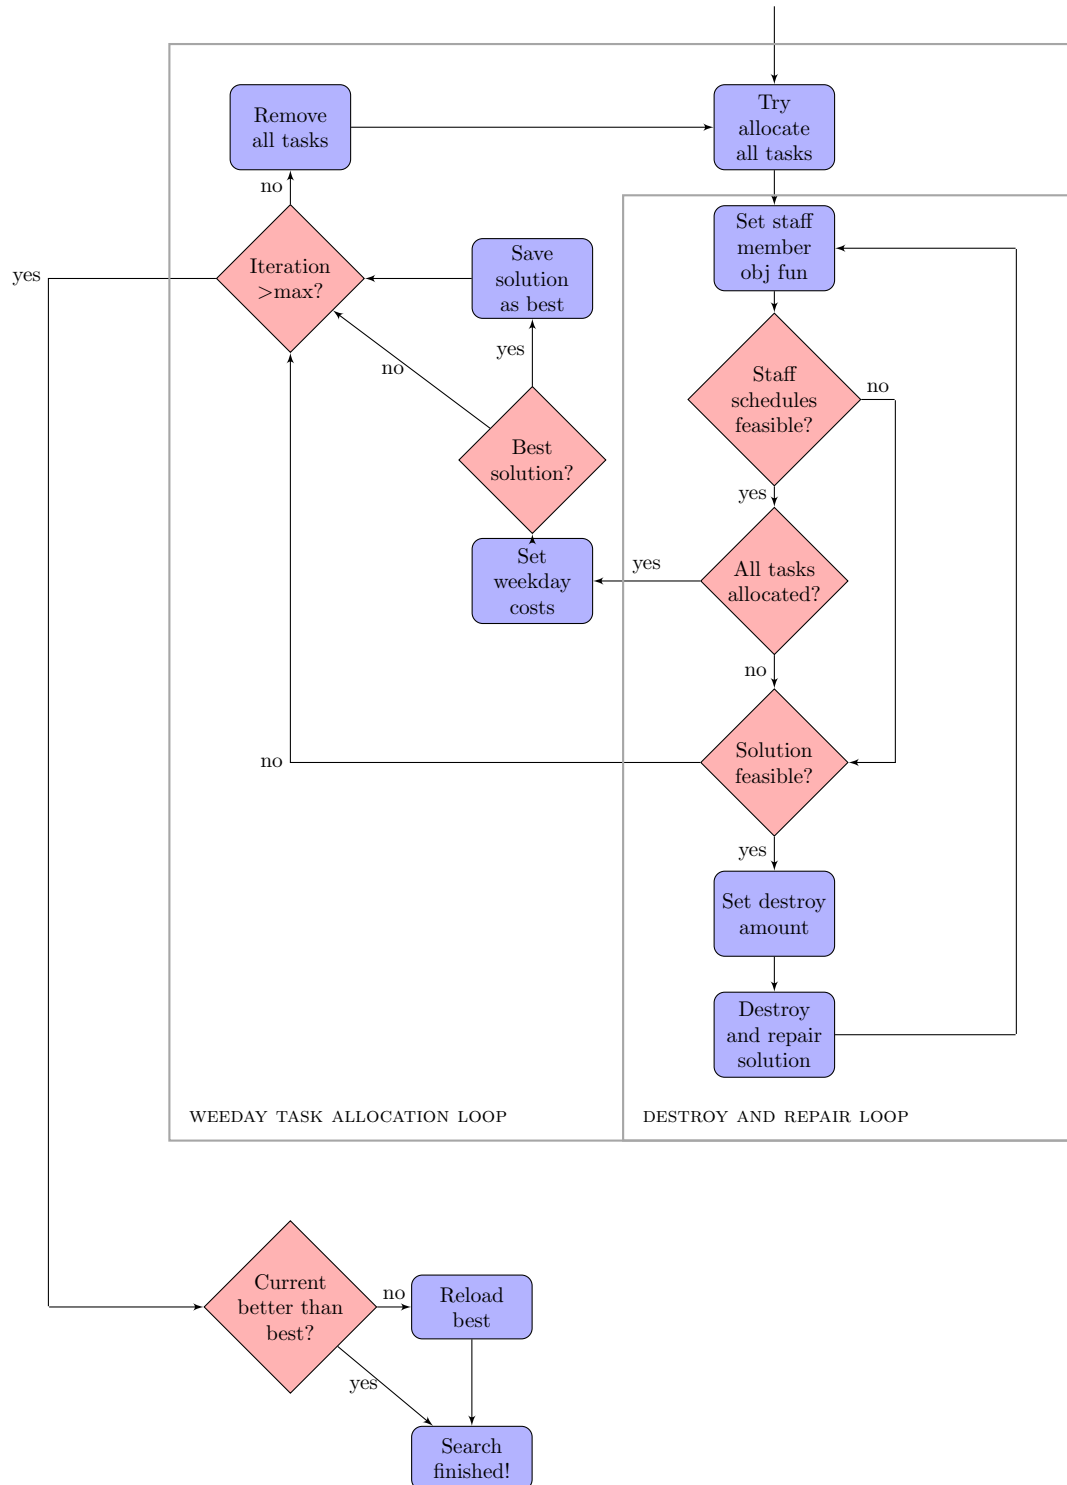 Remove
all tasks
Try
allocate
all tasks
no
Set staff
member
obj fun
Save
solution
as best
Iteration
>max?
yes
yes
no
Staff
schedules
feasible?
no
Best
solution?
yes
Set
weekday
costs
yes
All tasks
allocated?
no
no
Solution
feasible?
yes
Set destroy
amount
Destroy
and repair
solution
WEEDAY TASK ALLOCATION LOOP
DESTROY AND REPAIR LOOP
Current
better than
best?
no
Reload
best
yes
Search
finished!